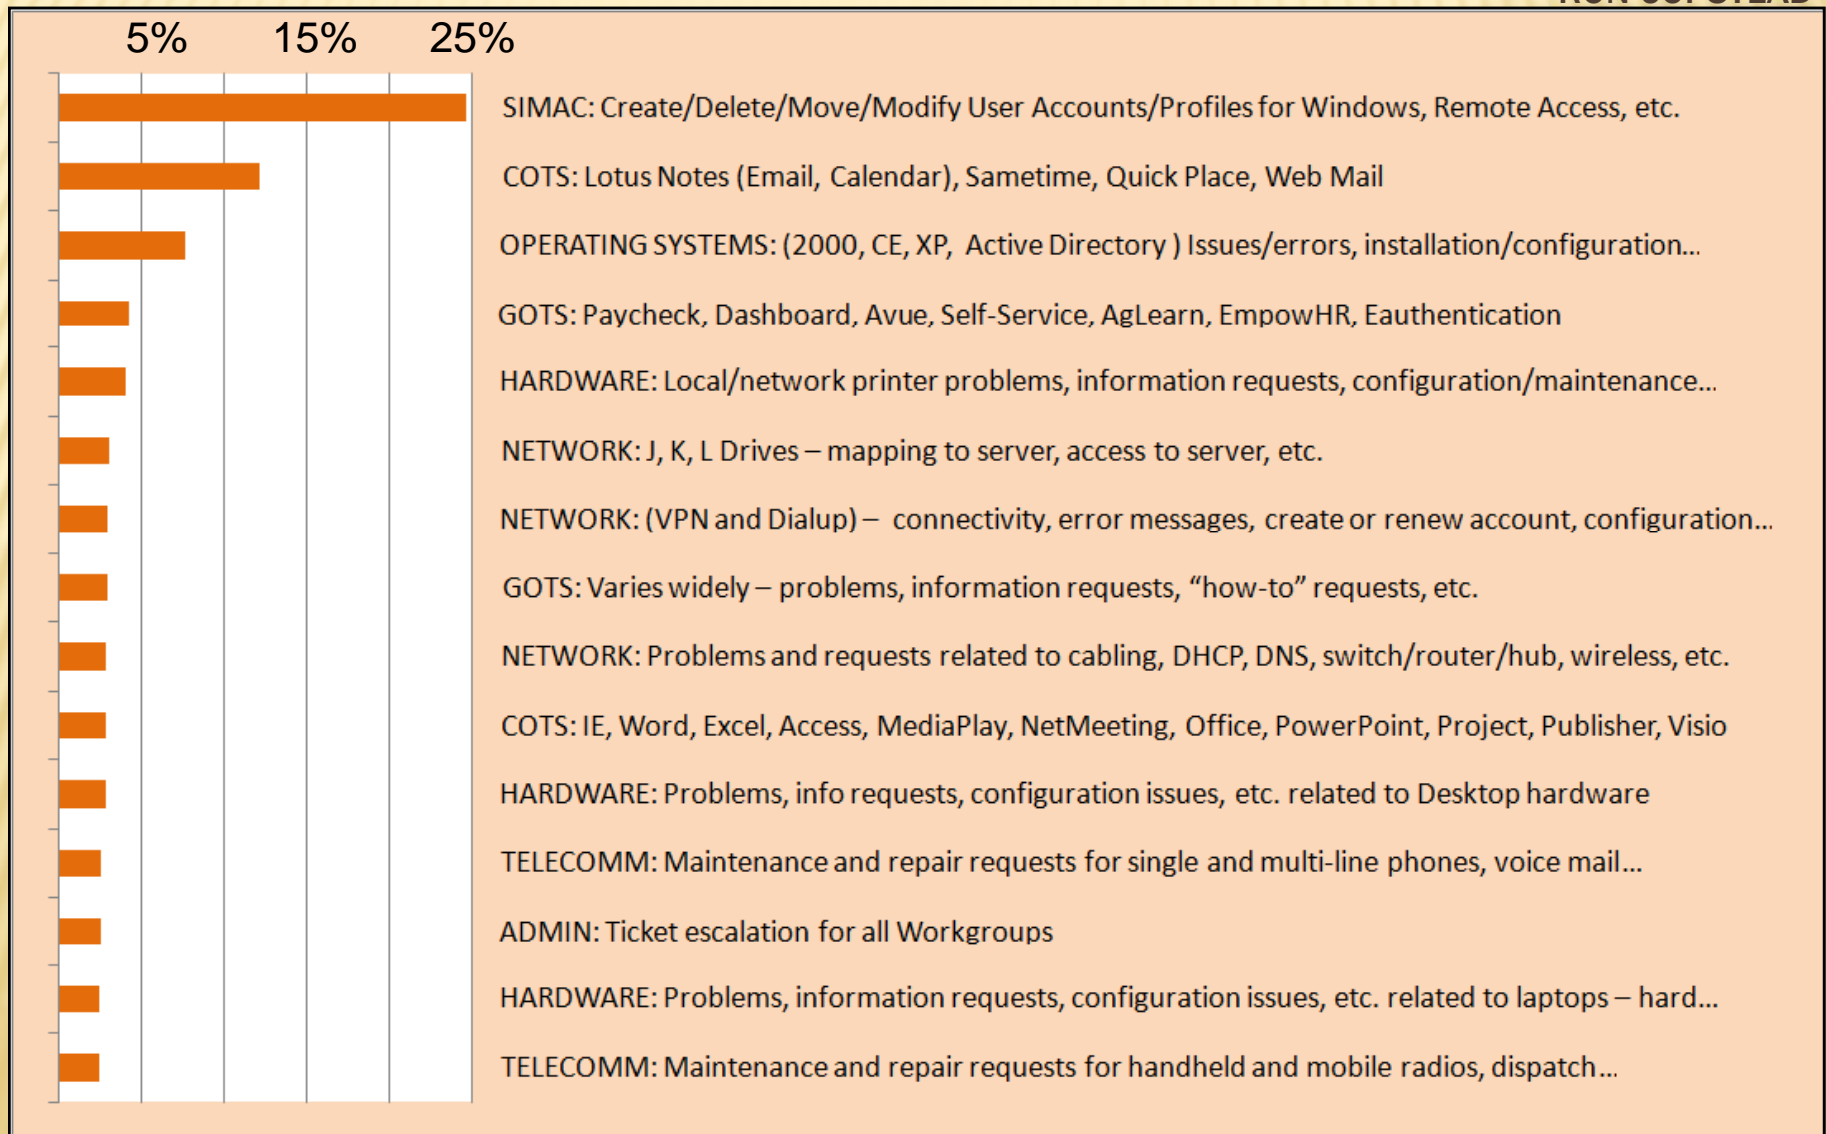 5% 15% 25%
SIMAC: Create/Delete/Move/Modify User Accounts/Profiles for Windows, Remote Access, etc.
COTS: Lotus Notes (Email, Calendar), Sametime, Quick Place, Web Mail
OPERATING SYSTEMS: (2000, CE, XP, Active Directory ) Issues/errors, installation/configuration...
GOTS: Paycheck, Dashboard, Avue, Self-Service, AgLearn, EmpowHR, Eauthentication
HARDWARE: Local/network printer problems, information requests, configuration/maintenance...
NETWORK: J, K, L Drives – mapping to server, access to server, etc.
NETWORK: (VPN and Dialup) – connectivity, error messages, create or renew account, configuration...
GOTS: Varies widely – problems, information requests, “how-to” requests, etc.
NETWORK: Problems and requests related to cabling, DHCP, DNS, switch/router/hub, wireless, etc.
COTS: IE, Word, Excel, Access, MediaPlay, NetMeeting, Office, PowerPoint, Project, Publisher, Visio
HARDWARE: Problems, info requests, configuration issues, etc. related to Desktop hardware
TELECOMM: Maintenance and repair requests for single and multi-line phones, voice mail...
ADMIN: Ticket escalation for all Workgroups
HARDWARE: Problems, information requests, configuration issues, etc. related to laptops – hard...
TELECOMM: Maintenance and repair requests for handheld and mobile radios, dispatch...